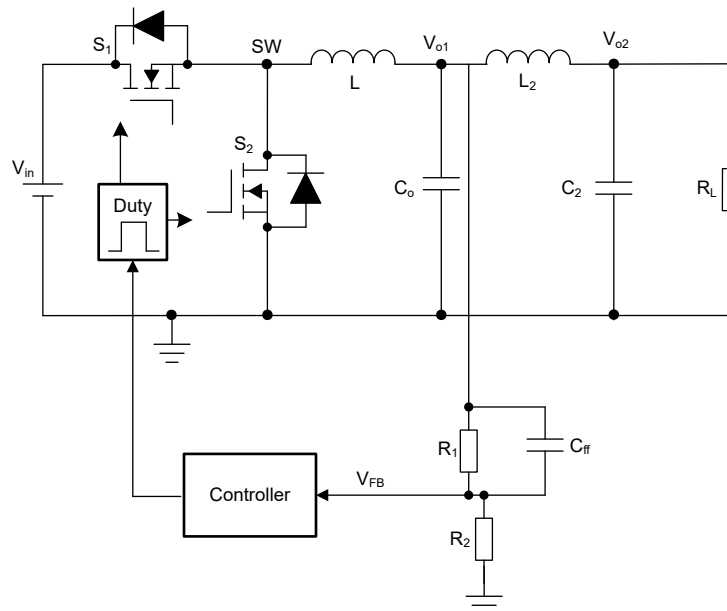 S1
SW
L
Vo1
L2
Vo2
Vin
Duty
S2
Co
C2
RL
R1
Cff
Controller
VFB
R2